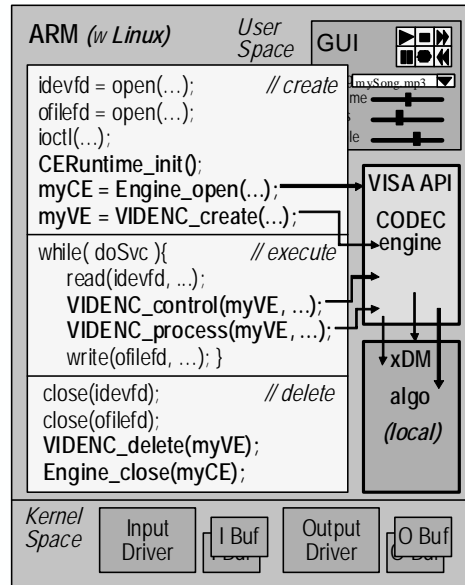 ARM (w Linux)
User
Space
GUI
mySong.mp3
me
s
le
idevfd = open(...); // create
ofilefd = open(...);
ioctl(...);
CERuntime_init();
myCE = Engine_open(...);
myVE = VIDENC_create(...);
while( doSvc ){ // execute
read(idevfd, ...);
VIDENC_control(myVE, ...);
VIDENC_process(myVE, ...);
write(ofilefd, ...); }
close(idevfd); // delete
close(ofilefd);
VIDENC_delete(myVE);
Engine_close(myCE);
VISA API
CODEC
engine
xDM
algo
(local)
Kernel
Space
Input
Driver
I Buf
Output
Driver
O Buf